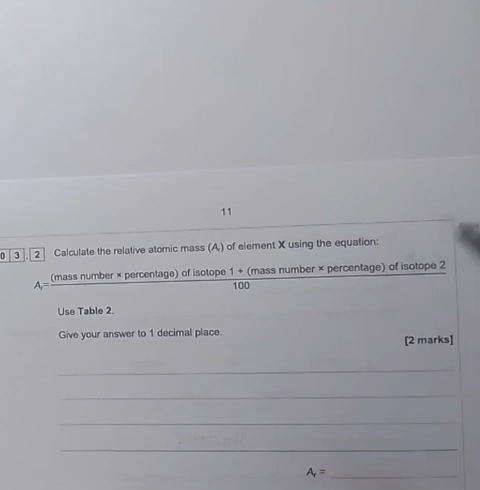 11
03.2 Calculate the relative atomic mass (Ar) of element X using the equation:
(mass number × percentage) of isotope 1 + (mass number × percentage) of isotope 2
Ar=
100
Use Table 2.
Give your answer to 1 decimal place.
[2 marks]
Ar =